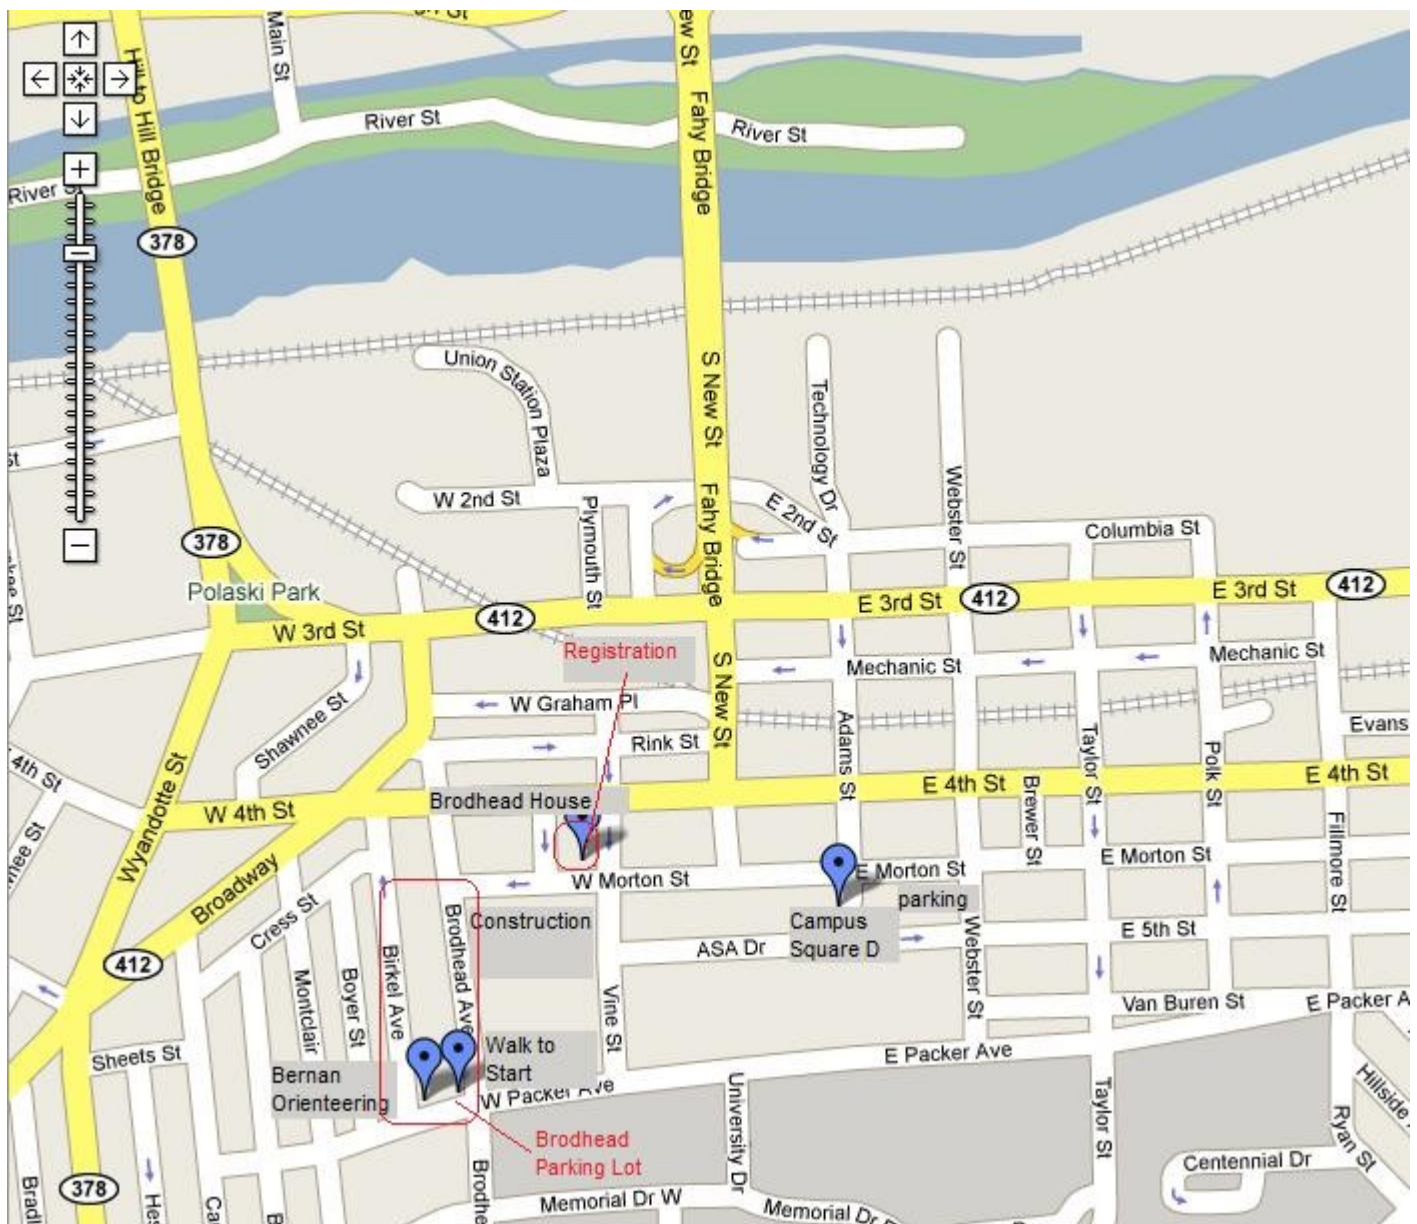 Main St
Hill to Hill Bridge
River St
River St
River St
New St
Fahy Bridge
378
Union Station Plaza
S New St
Technology Dr
Webster St
W 2nd St
Plymouth St
Fahy Bridge
E 2nd St
Columbia St
378
Polaski Park
412
W 3rd St
E 3rd St
412
E 3rd St
412
Registration
Mechanic St
Mechanic St
S New St
W Graham Pl
Shawnee St
Rink St
Adams St
Taylor St
Polk St
Evans
4th St
Wyandotte St
W 4th St
Brodhead House
E 4th St
E 4th St
Brewer St
Fillmore St
Broadway
W Morton St
E Morton St
E Morton St
parking
Cress St
Construction
Campus
Square D
Birkel Ave
Brodhead Ave
ASA Dr
Webster St
E 5th St
412
Montclair
Boyer St
Vine St
Van Buren St
E Packer A
Sheets St
Walk to
Start
E Packer Ave
Bernan
Orienteering
W Packer Ave
University Dr
Taylor St
Hillside
Ryan St
Brodhead
Parking Lot
Centennial Dr
378
Memorial Dr W
Memorial Dr E